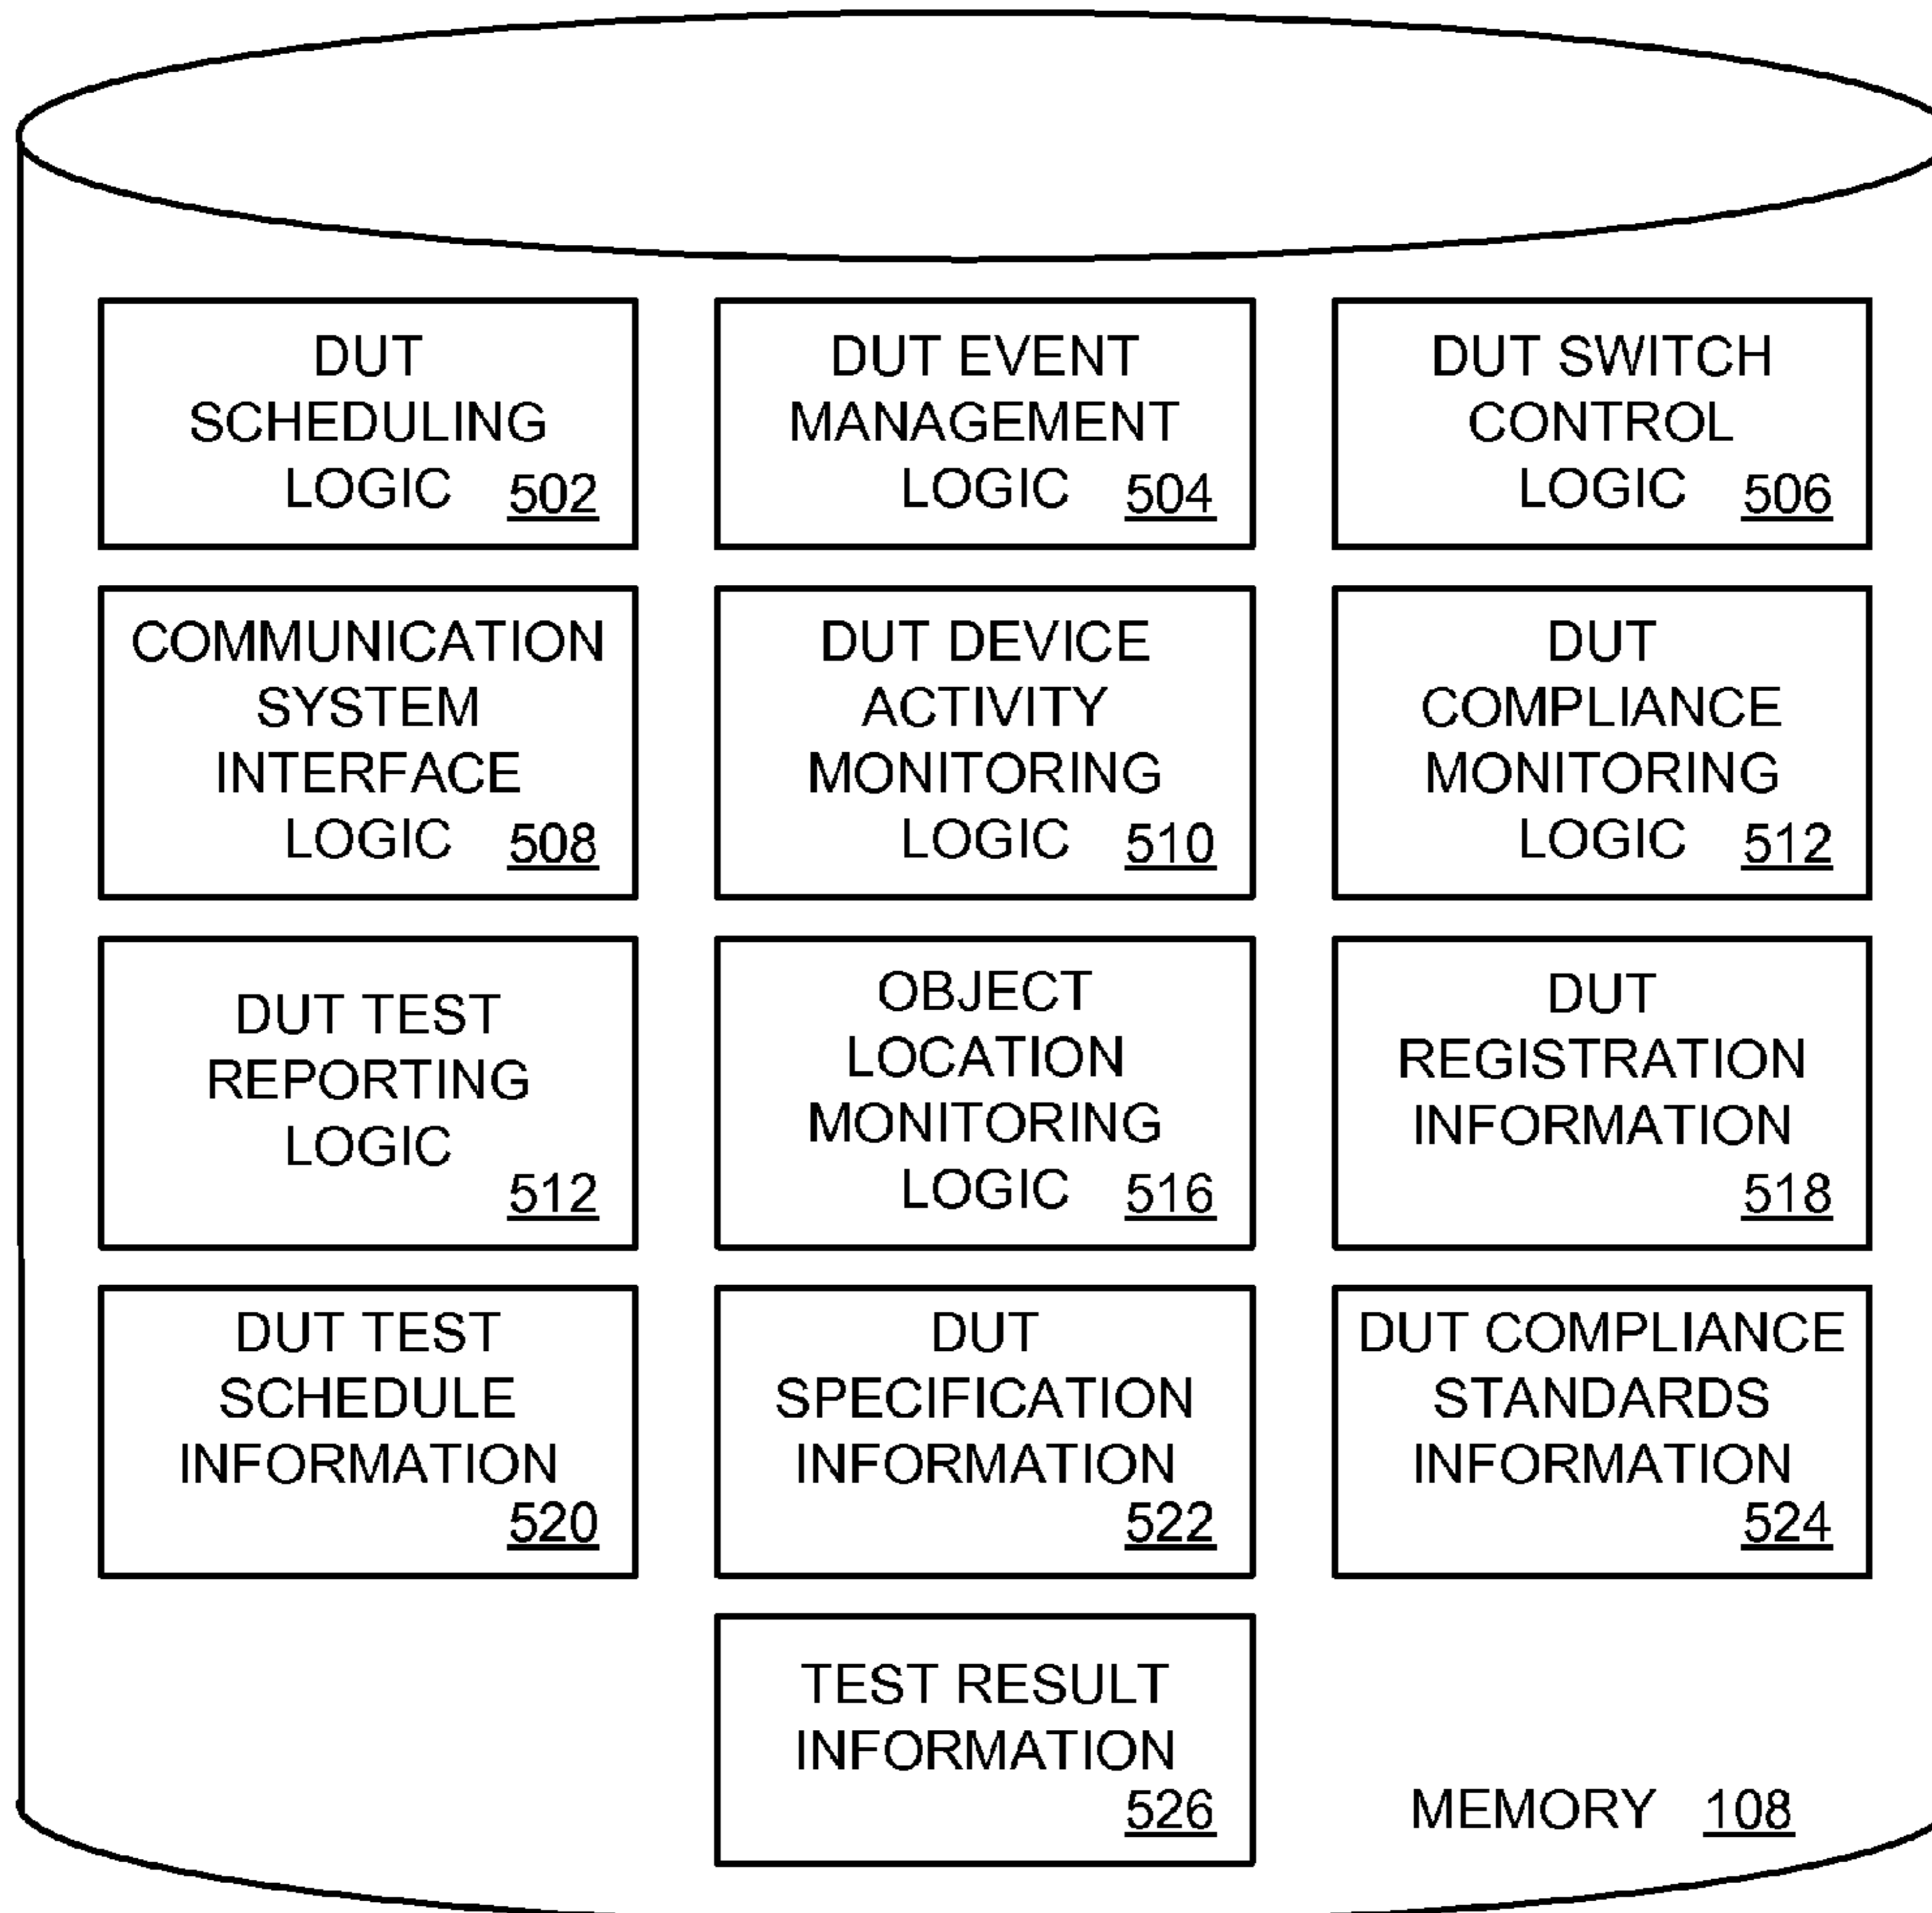 DUT
SCHEDULING
LOGIC 502
DUT EVENT
MANAGEMENT
LOGIC 504
DUT SWITCH
CONTROL
LOGIC 506
COMMUNICATION
SYSTEM
INTERFACE
LOGIC 508
DUT DEVICE
ACTIVITY
MONITORING
LOGIC 510
DUT
COMPLIANCE
MONITORING
LOGIC 512
DUT TEST
REPORTING
LOGIC
512
OBJECT
LOCATION
MONITORING
LOGIC 516
DUT
REGISTRATION
INFORMATION
518
DUT TEST
SCHEDULE
INFORMATION
520
DUT
SPECIFICATION
INFORMATION
522
DUT COMPLIANCE
STANDARDS
INFORMATION
524
TEST RESULT
INFORMATION
526
MEMORY 108